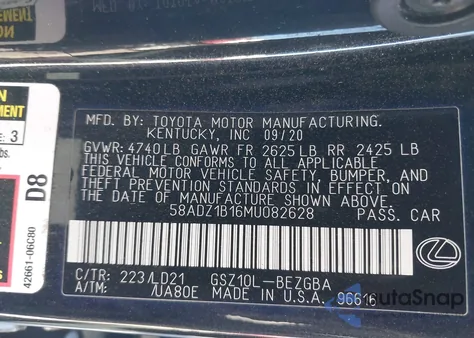 MFD. BY: TOYOTA MOTOR MANUFACTURING.
KENTUCKY, INC 09/20
GVWR: 4740LB GAWR FR 2625LB RR 2425 LB
THIS VEHICLE CONFORMS TO ALL APPLICABLE
FEDERAL MOTOR VEHICLE SAFETY, BUMPER, AND
THEFT PREVENTION STANDARDS IN EFFECT ON
THE DATE OF MANUFACTURE SHOWN ABOVE.
58ADZ1B16MU082628 PASS. CAR
C/TR: 223/LD21 GSZ10L-BEZGBA
A/TM: /UA80E MADE IN U.S.A. 96616
3
D8
42661-06C80
AutoSnap